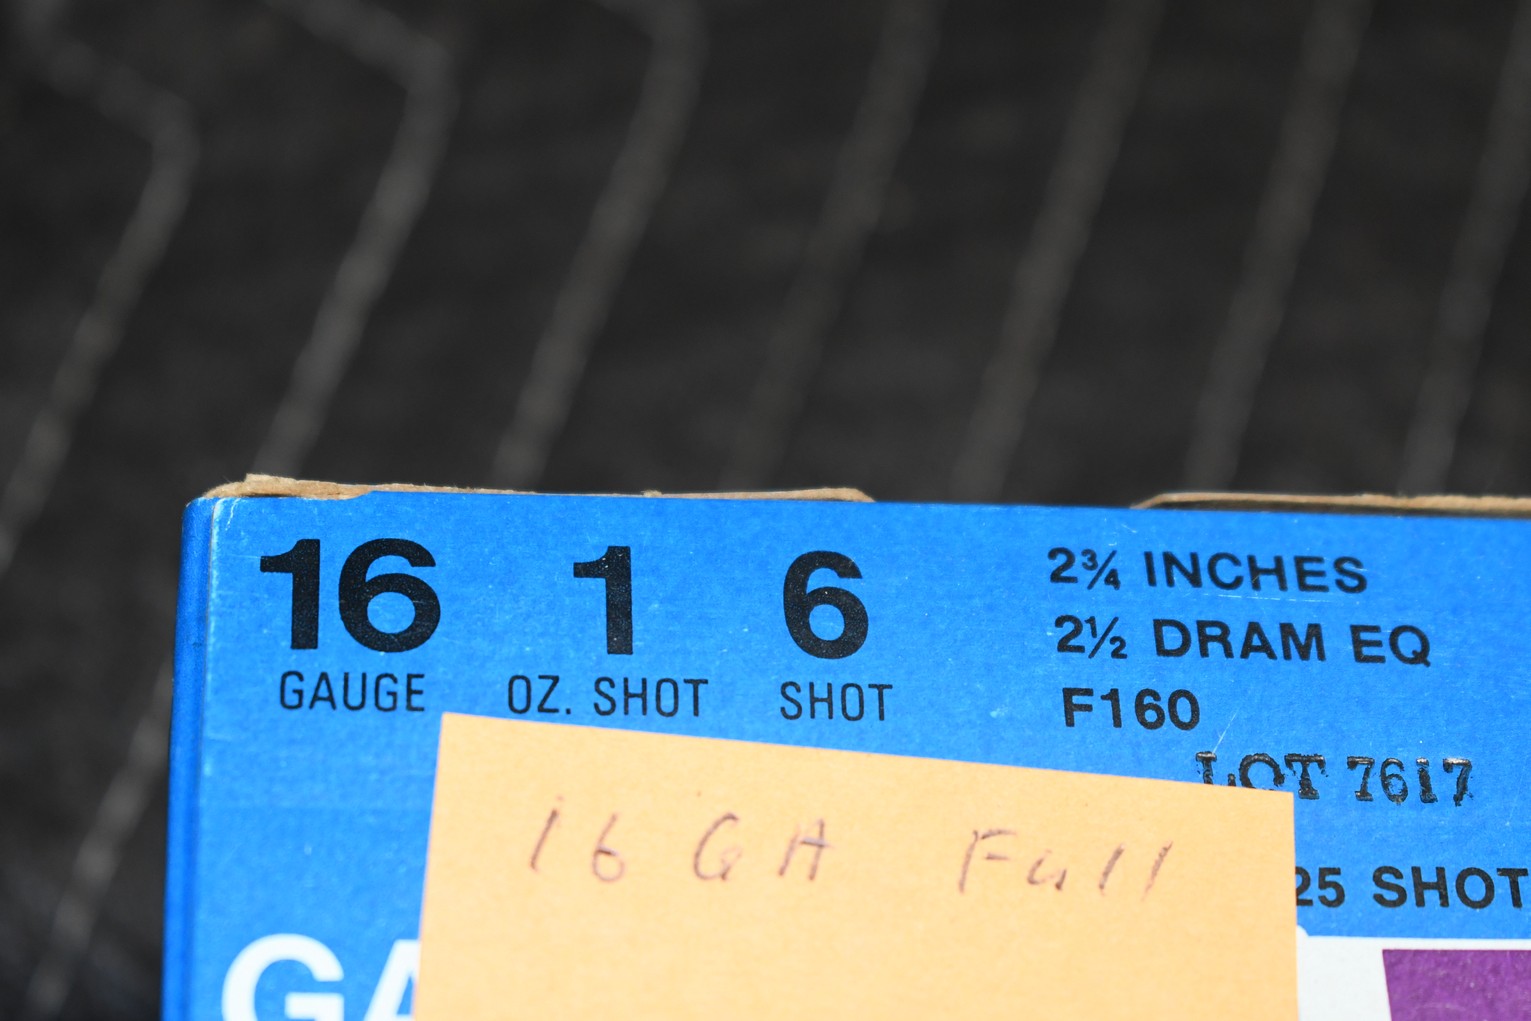 16 1 6
GAUGE OZ. SHOT SHOT
2¾ INCHES
2½ DRAM EQ
F160
LOT 7617
16 GA Full
25 SHOT
GA